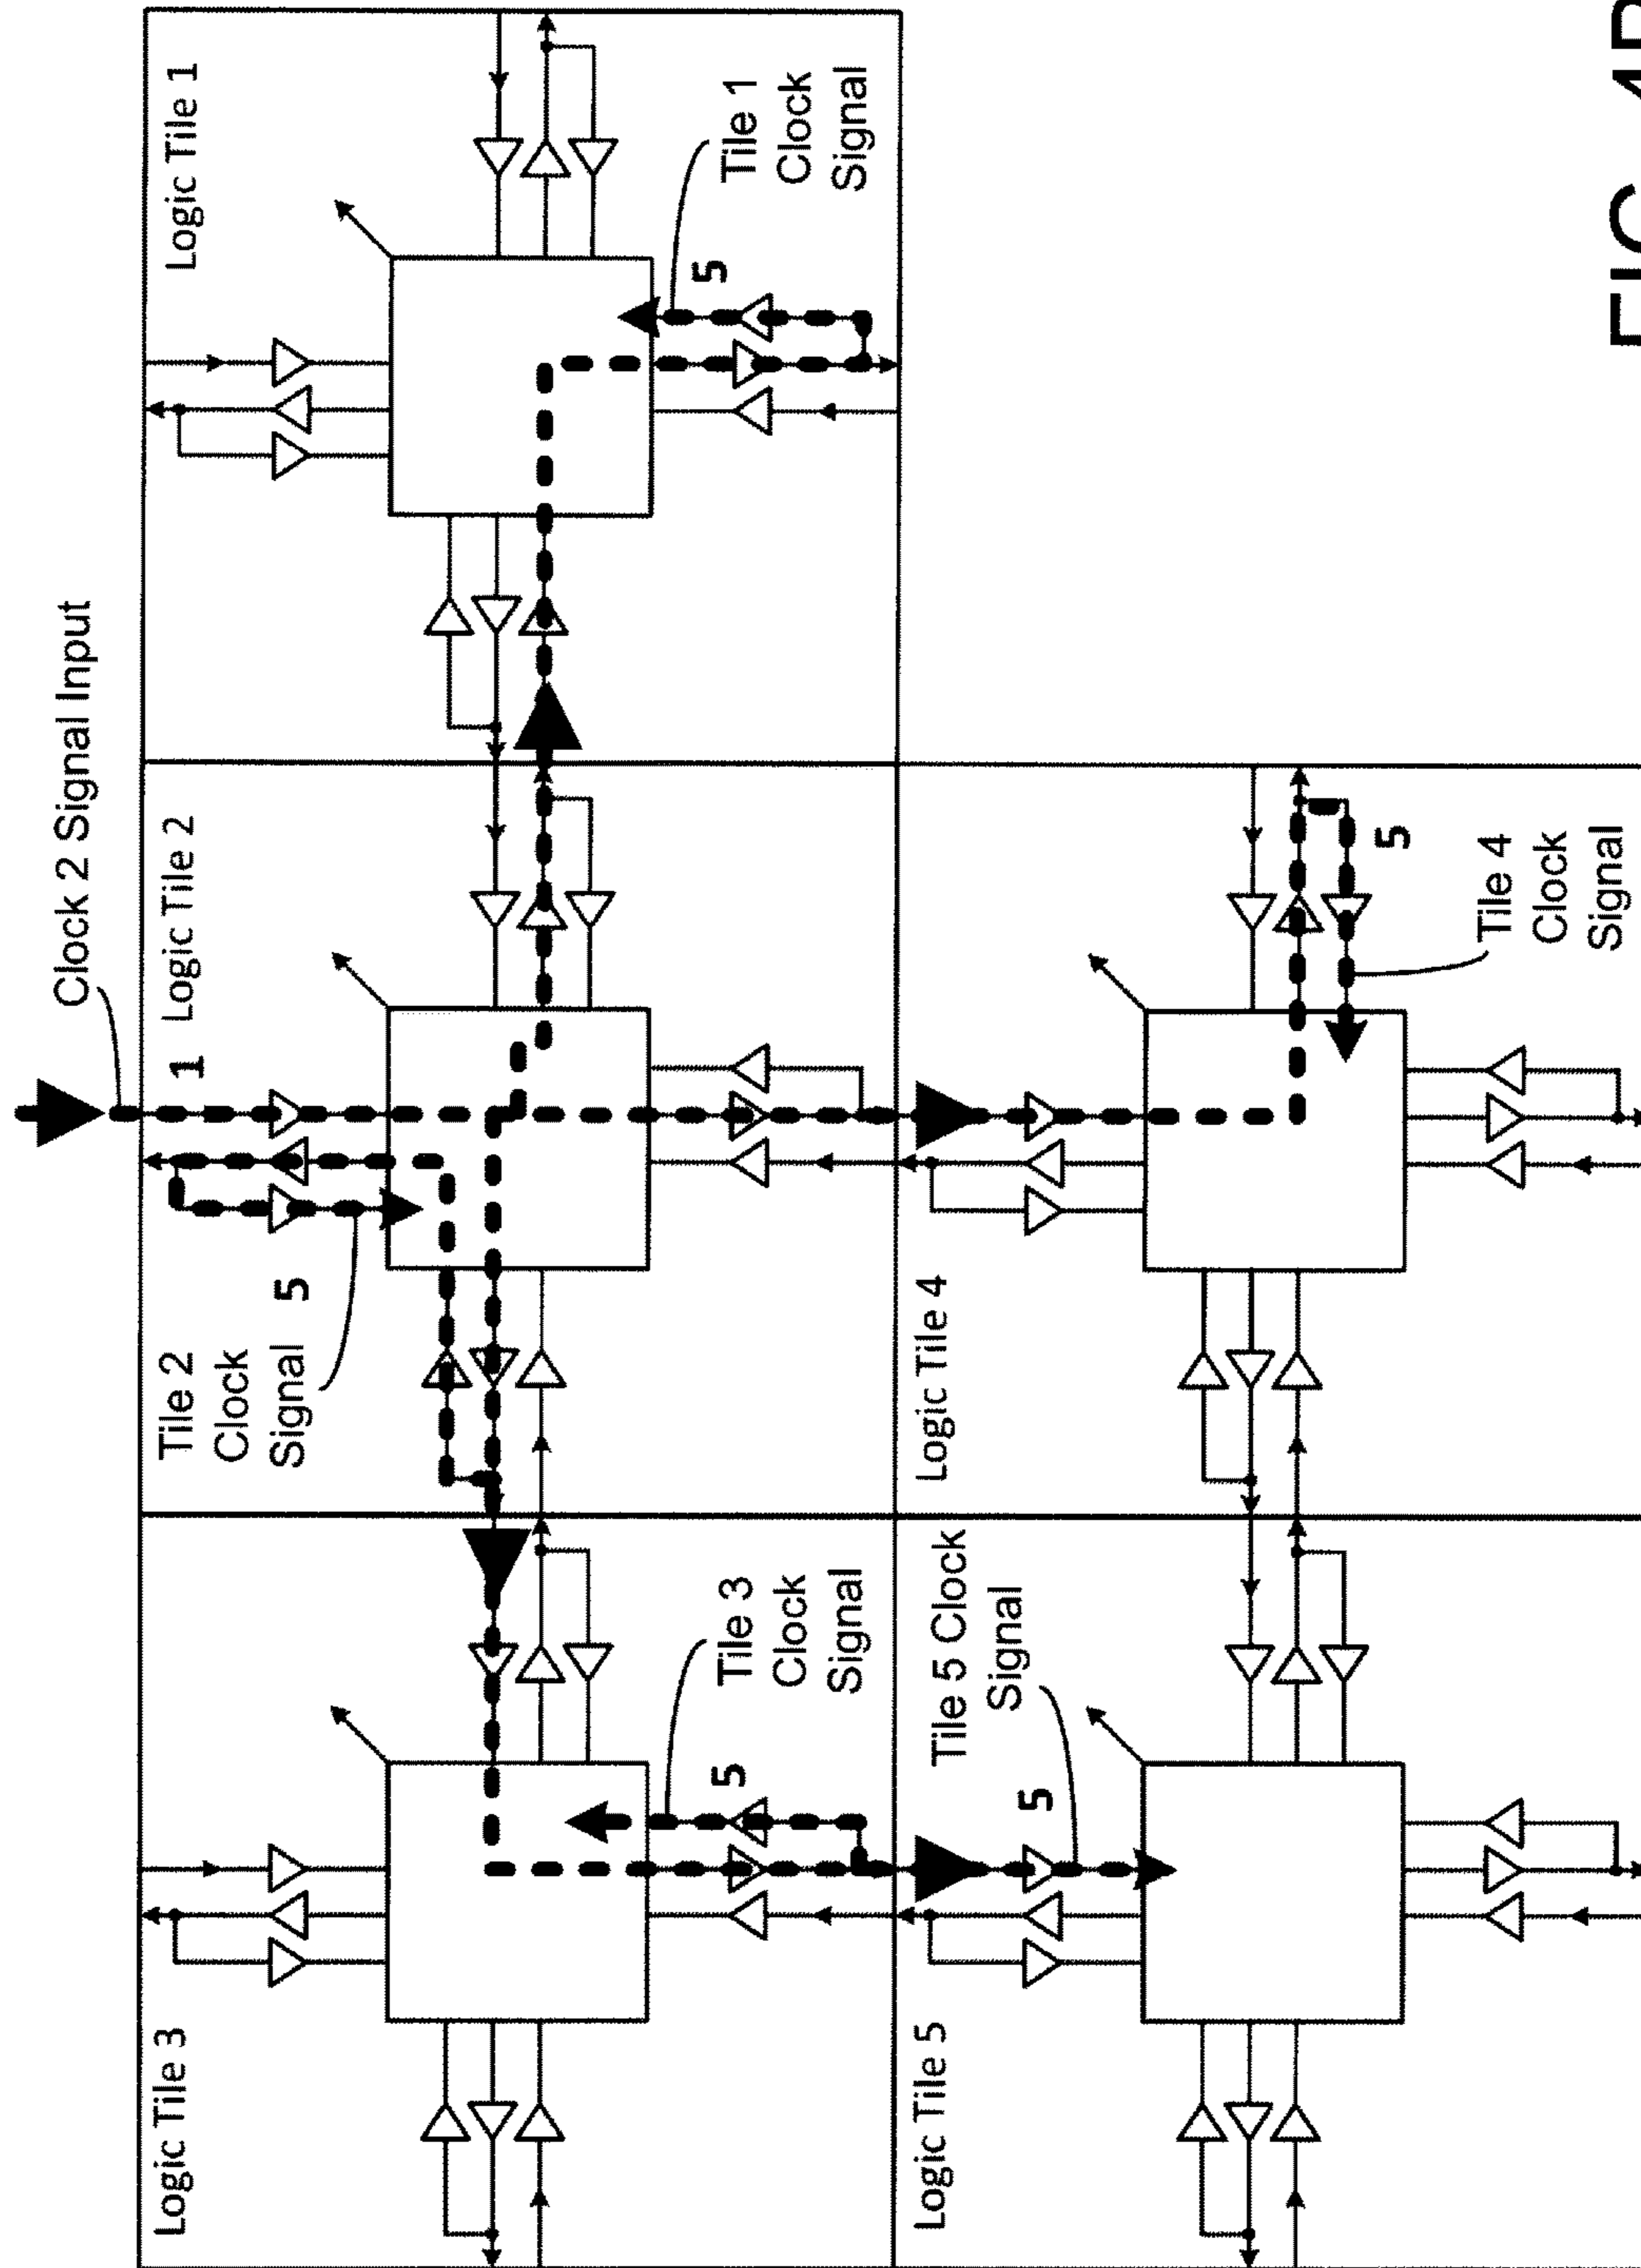 Clock 2 Signal Input
Logic Tile 3
Tile 2
Clock
Signal
5
1
Logic Tile 2
Logic Tile 1
5
Tile 3
Clock
Signal
5
Tile 1
Clock
Signal
Logic Tile 5
Tile 5 Clock
Signal
5
Logic Tile 4
5
Tile 4
Clock
Signal